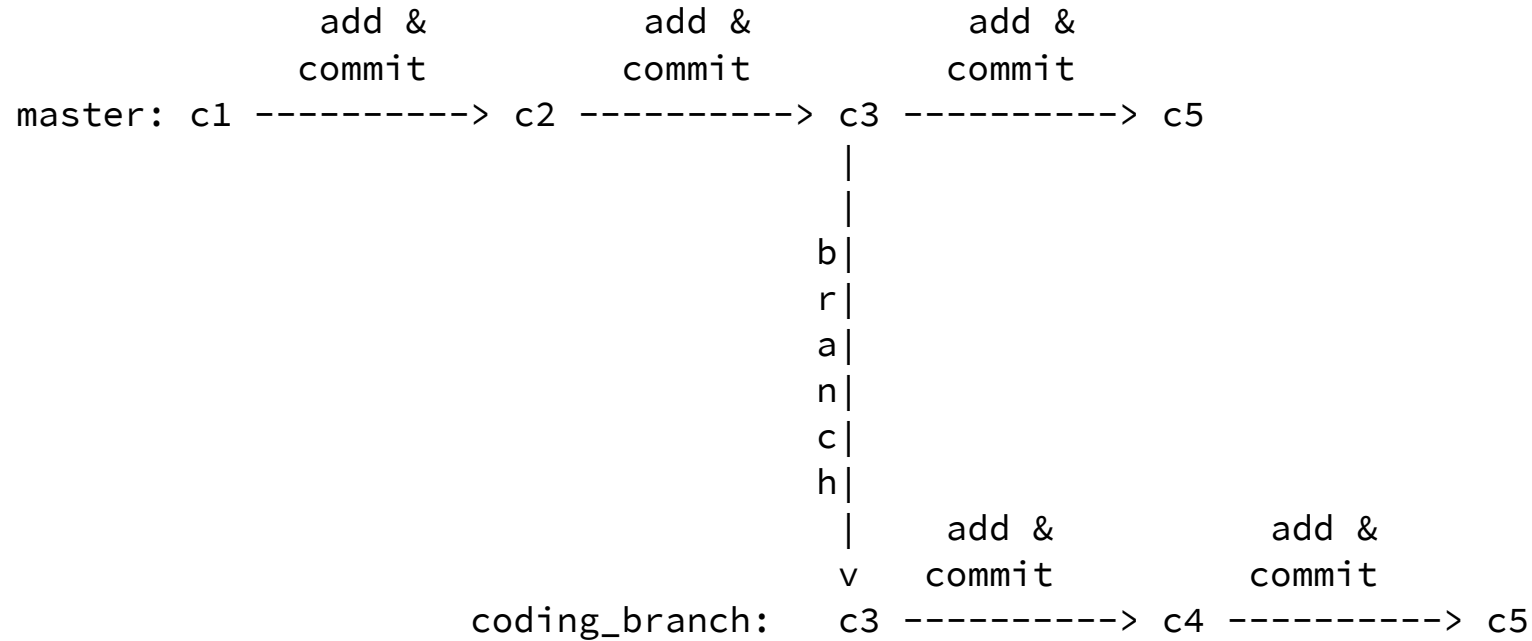 add & add & add &
commit commit commit
master: c1 ----------> c2 ----------> c3 ----------> c5
|
|
b|
r|
a|
n|
c|
h|
| add & add &
v commit commit
coding_branch: c3 ----------> c4 ----------> c5